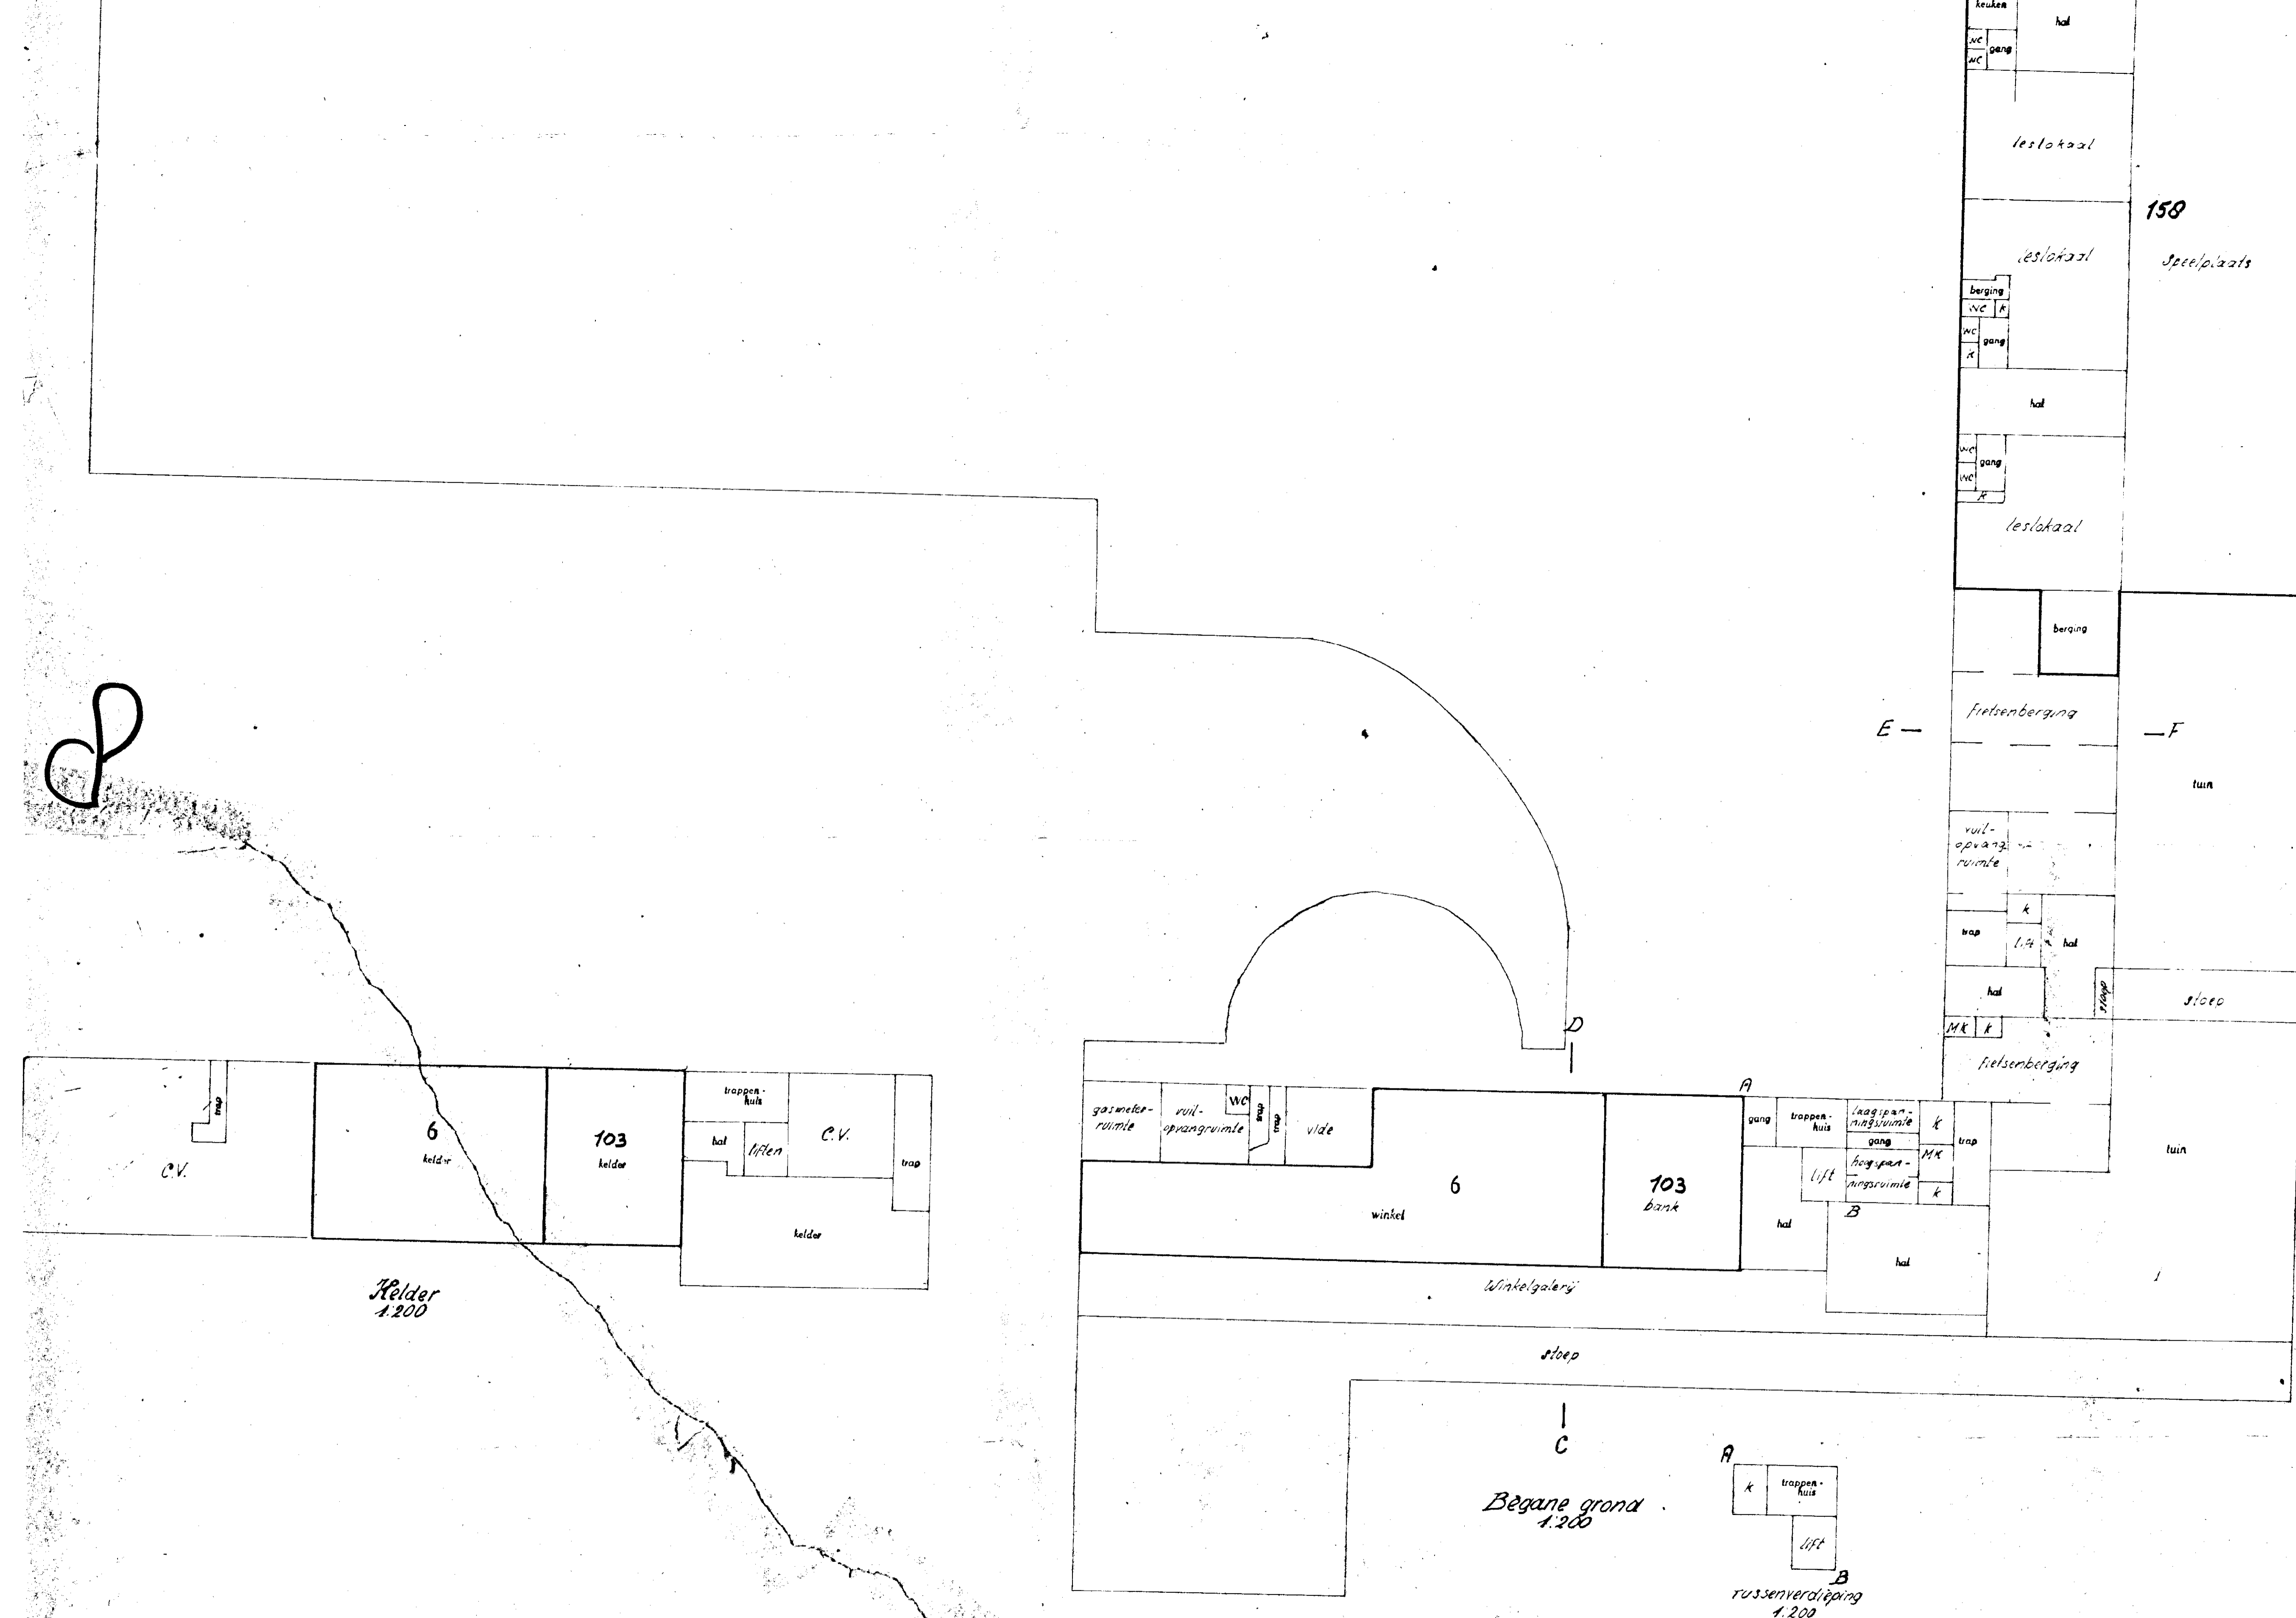 keuken
hal
WC
gang
WC
leslokaal
158
leslokaal
speelplaats
berging
WC k
WC
gang
k
hal
WC
gang
WC
k
leslokaal
berging
fietsenberging
E — — F
tuin
vuil-
opvang
ruimte
k
trap
lift
hal
hal
stoep
stoep
MK k
fietsenberging
D
A
trap
C.V.
6
kelder
103
kelder
trappen-
huis
hal
liften
C.V.
trap
kelder
Kelder
1:200
gasmeter-
ruimte
vuil-
opvangruimte
WC
trap
trap
vide
6
winkel
103
bank
gang
trappen-
huis
laagspan-
ningsruimte
gang
hoogspan-
ningsruimte
k
MK
k
trap
lift
B
hal
hal
tuin
Winkelgalerij
stoep
C
Begane grond
1:200
A
k
trappen-
huis
lift
B
Tussenverdieping
1:200